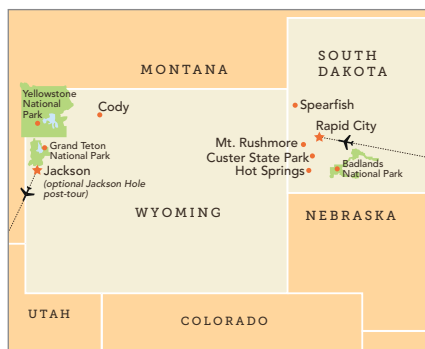 SOUTH
DAKOTA
MONTANA
Yellowstone
National
Park
Cody
Spearfish
Rapid City
Mt. Rushmore
Custer State Park
Hot Springs
Badlands
National Park
Grand Teton
National Park
Jackson
(optional Jackson Hole
post-tour)
WYOMING
NEBRASKA
UTAH
COLORADO